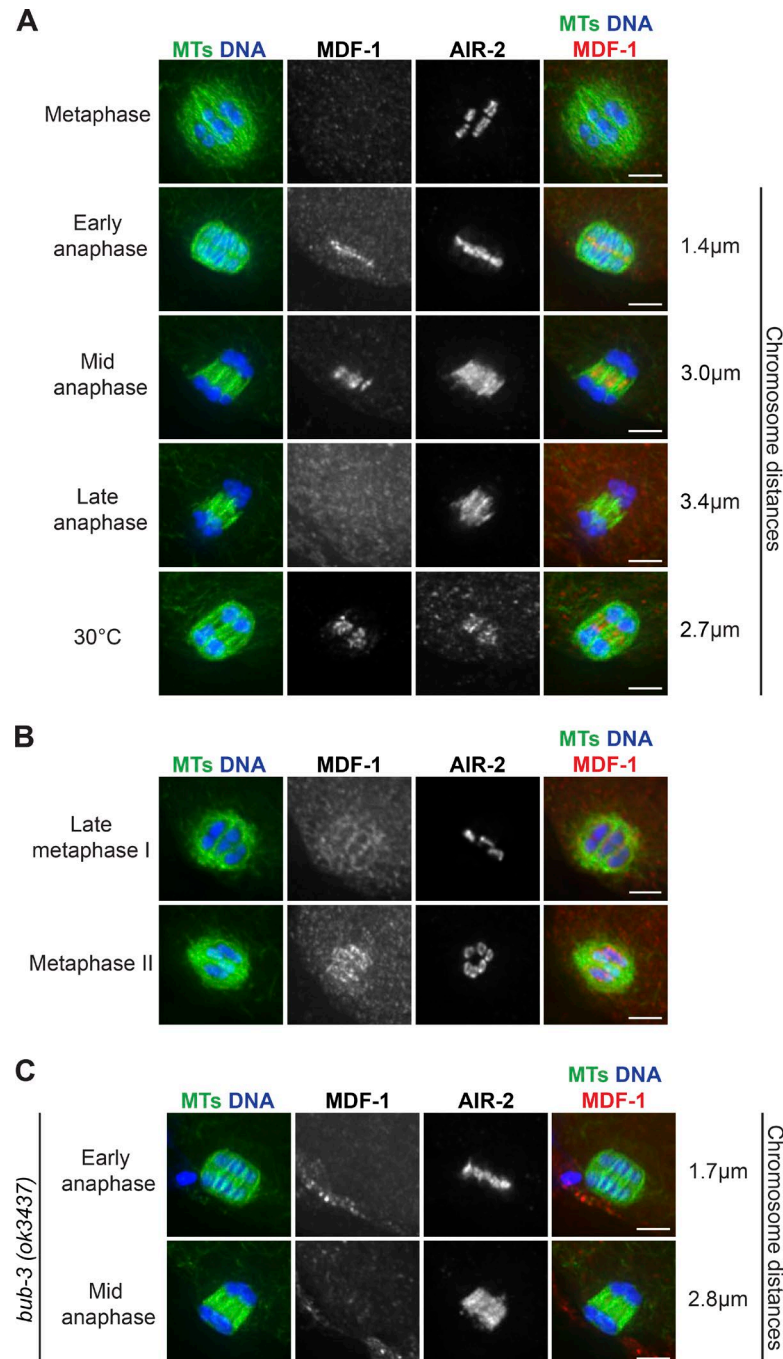 A
MTs DNA
MDF-1
AIR-2
MTs DNA
MDF-1
Metaphase
Early
anaphase
1.4μm
Mid
anaphase
3.0μm
Late
anaphase
3.4μm
30°C
2.7μm
Chromosome distances
B
MTs DNA
MDF-1
AIR-2
MTs DNA
MDF-1
Late
metaphase I
Metaphase II
C
MTs DNA
MDF-1
AIR-2
MTs DNA
MDF-1
bub-3 (ok3437)
Early
anaphase
1.7μm
Mid
anaphase
2.8μm
Chromosome distances